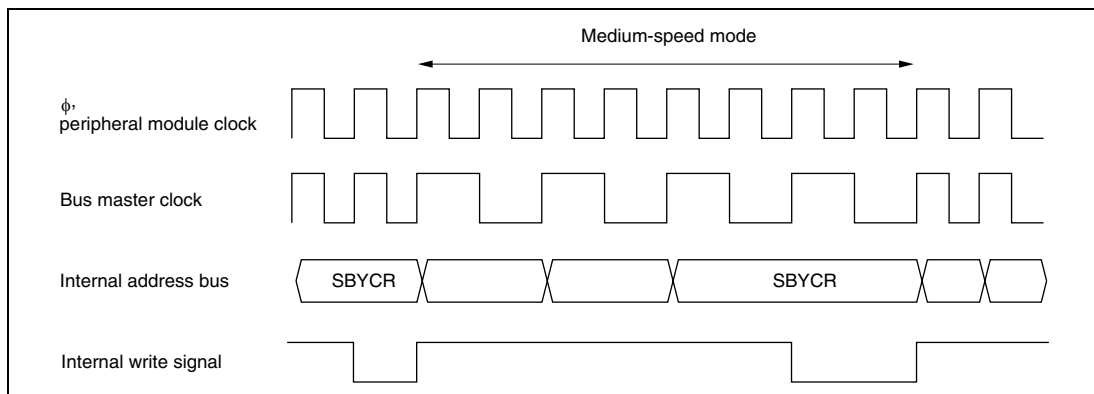 Medium-speed mode
φ,
peripheral module clock
Bus master clock
Internal address bus
SBYCR
SBYCR
Internal write signal